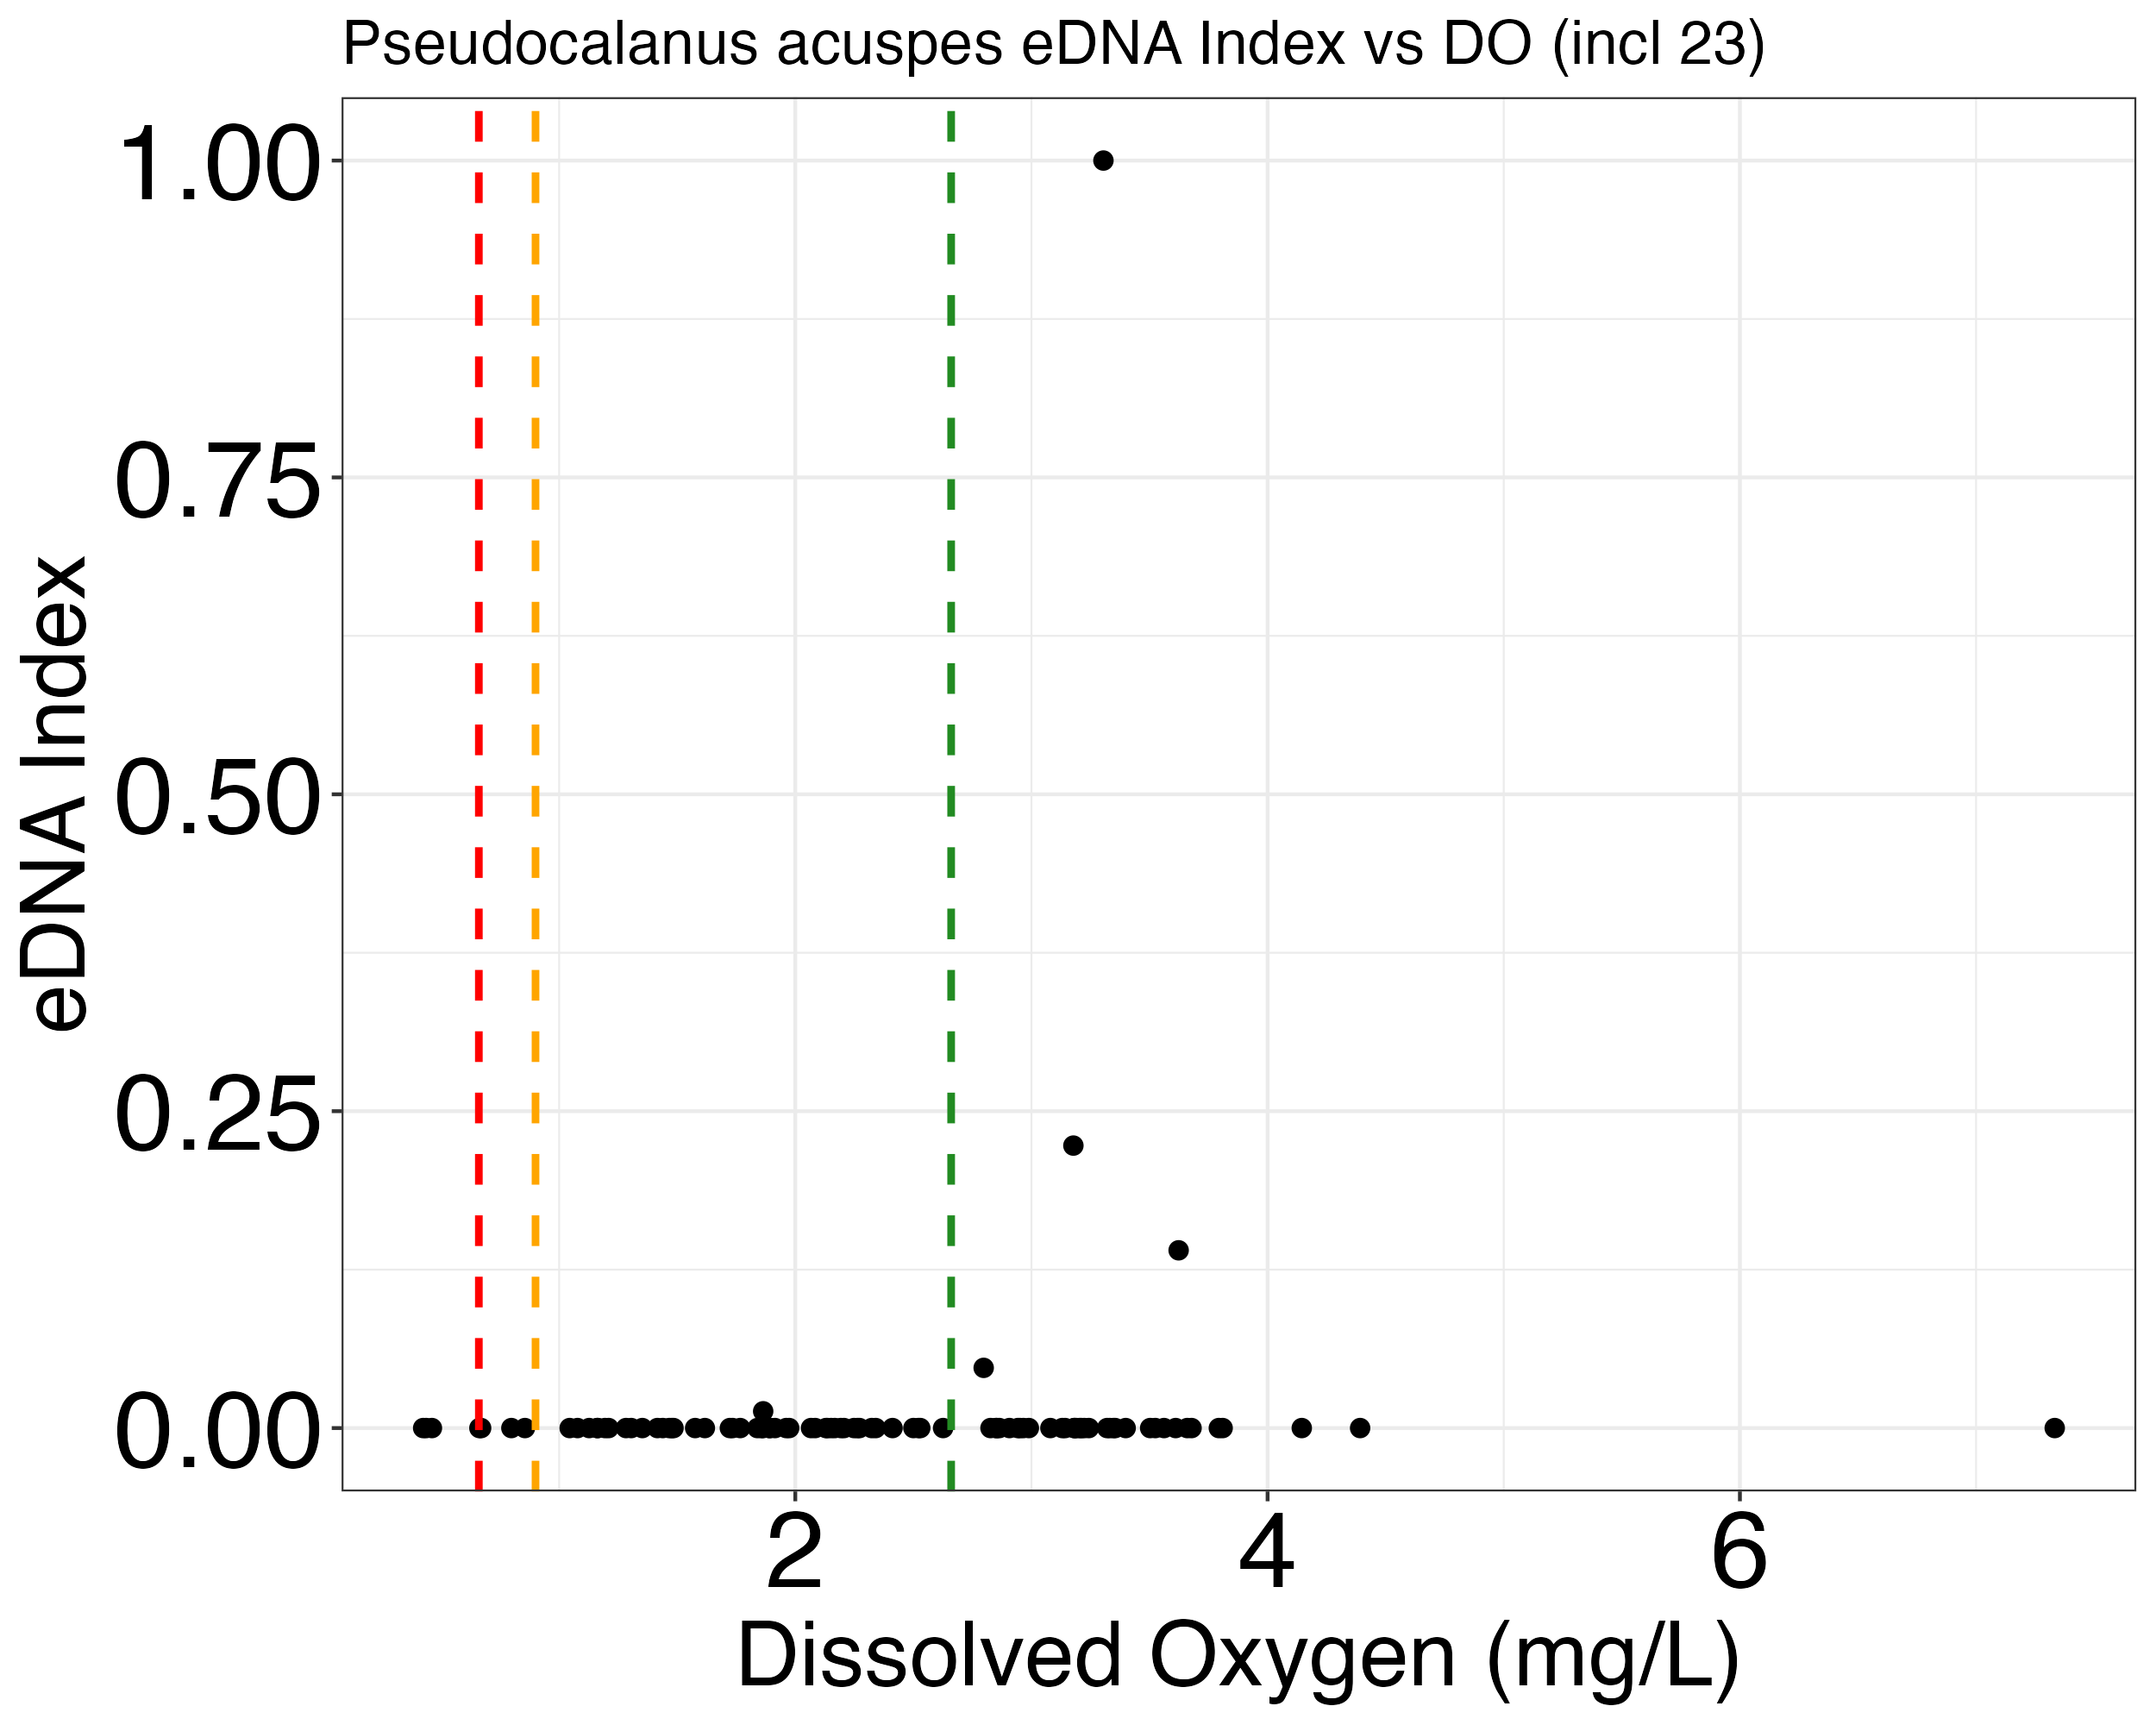 Pseudocalanus acuspes eDNA Index vs DO (incl 23)
1.00
0.75
0.50
0.25
0.00
eDNA Index
2 4 6
Dissolved Oxygen (mg/L)